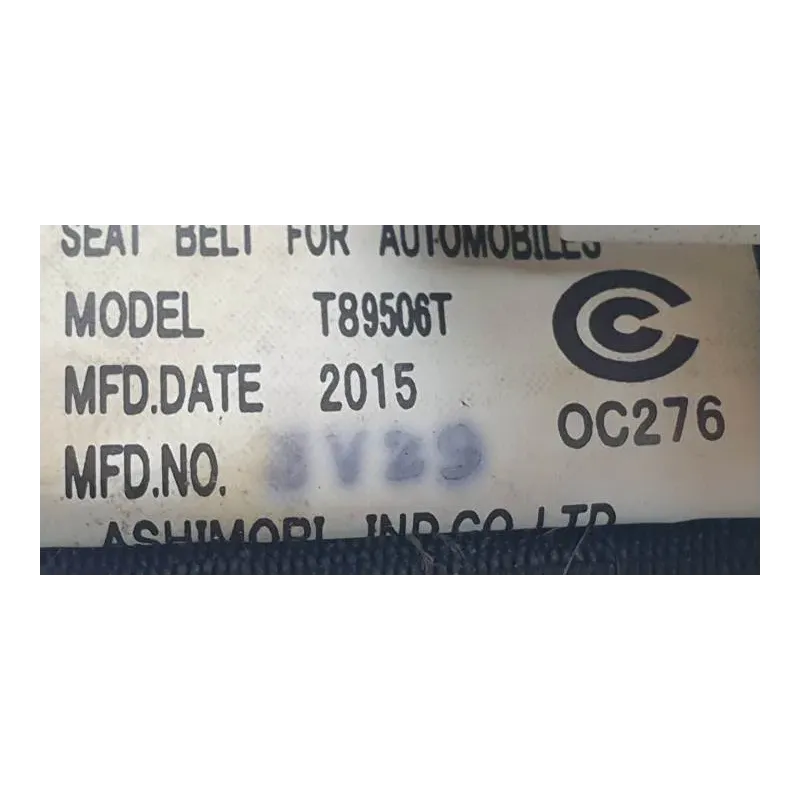 SEAT BELT FOR AUTOMOBILES
MODEL T89506T
MFD.DATE 2015
OC276
MFD.NO.
ASHIMORI IND.CO.LTD